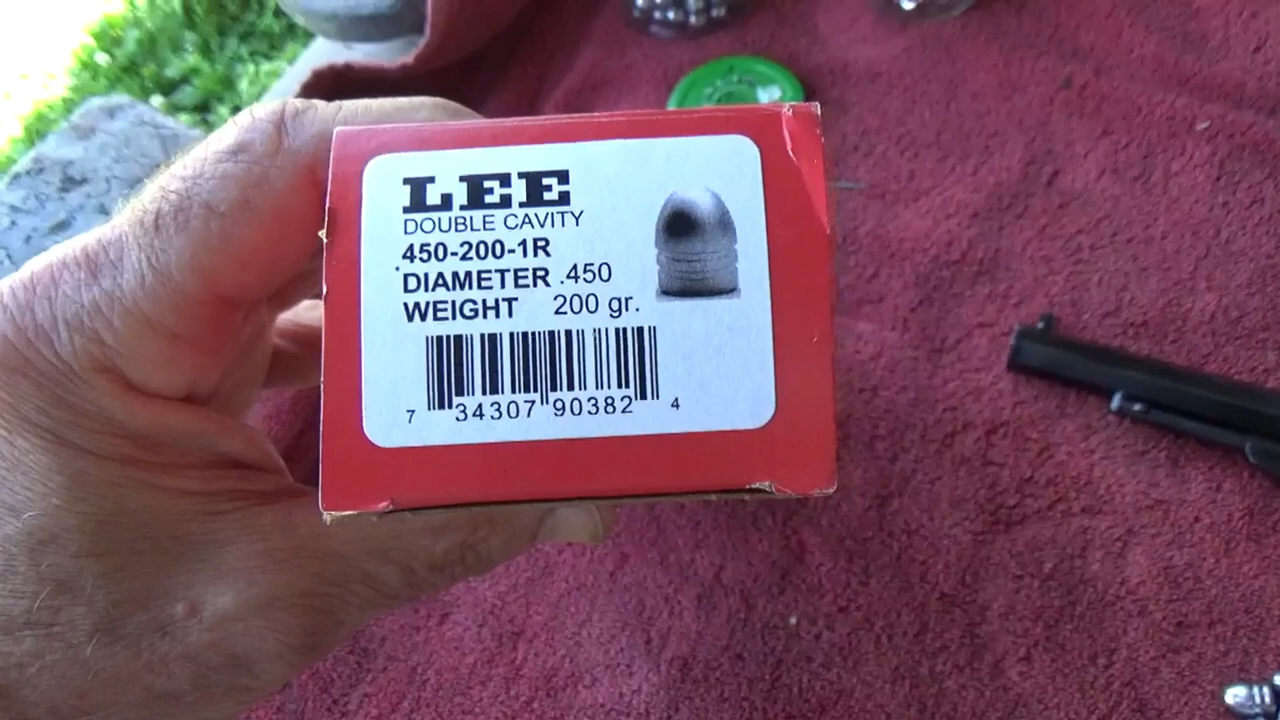 LEE
DOUBLE CAVITY
450-200-1R
DIAMETER .450
WEIGHT 200 gr.
7 34307 90382 4